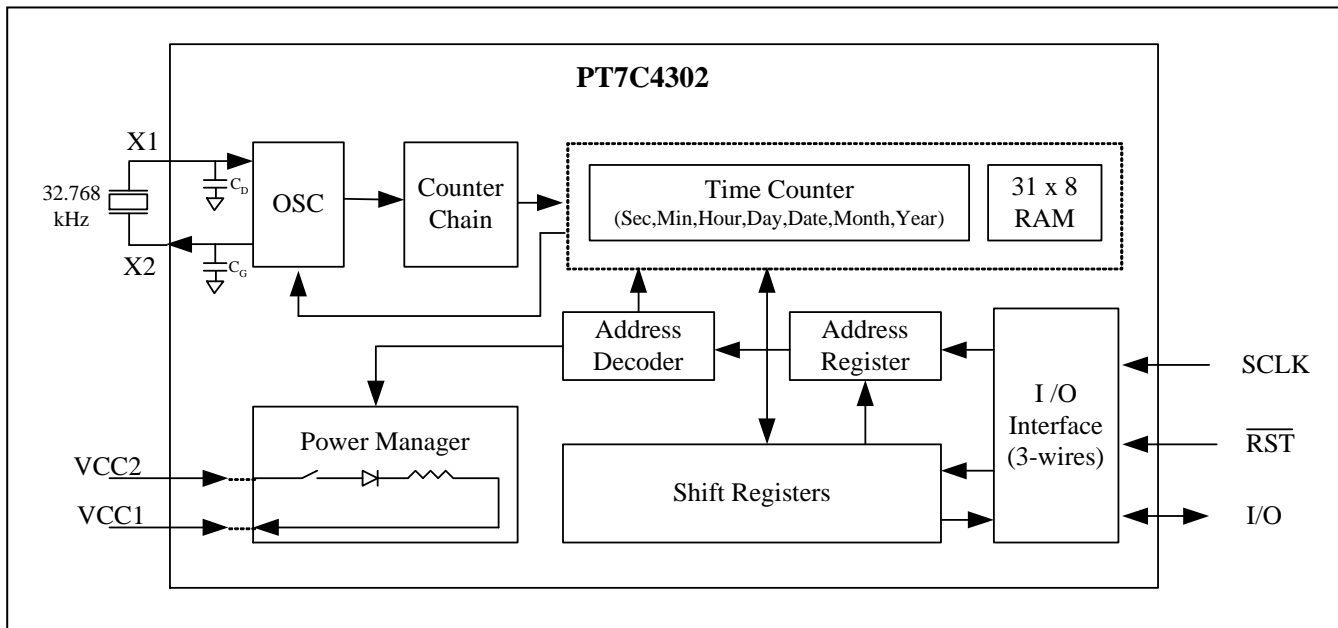 PT7C4302
X1
32.768
kHz
X2
C_D
C_G
OSC
Counter
Chain
Time Counter
(Sec,Min,Hour,Day,Date,Month,Year)
31 x 8
RAM
Address
Decoder
Address
Register
I /O
Interface
(3-wires)
SCLK
RST
I/O
Power Manager
VCC2
VCC1
Shift Registers